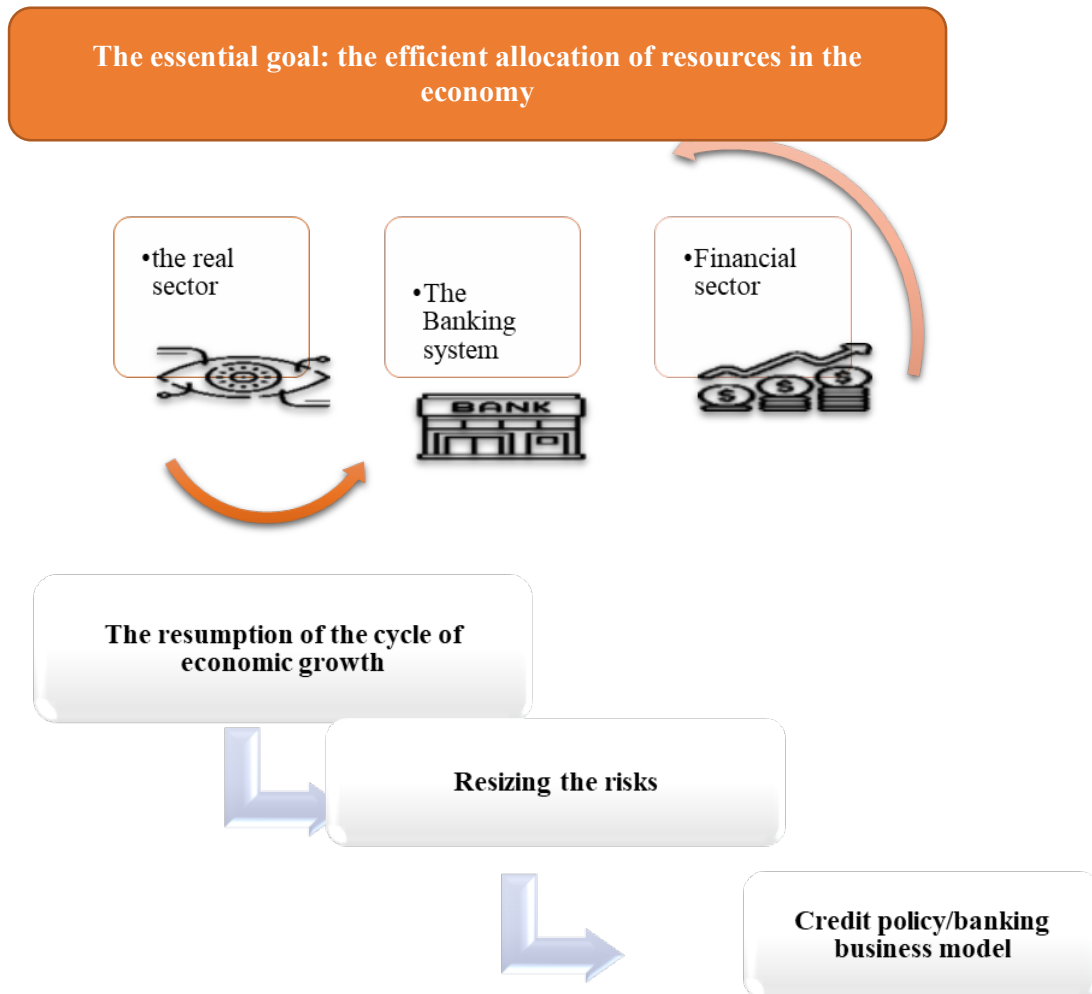 The essential goal: the efficient allocation of resources in the
economy
•the real
sector
•The
Banking
system
BANK
•Financial
sector
$ $ $
The resumption of the cycle of
economic growth
Resizing the risks
Credit policy/banking
business model